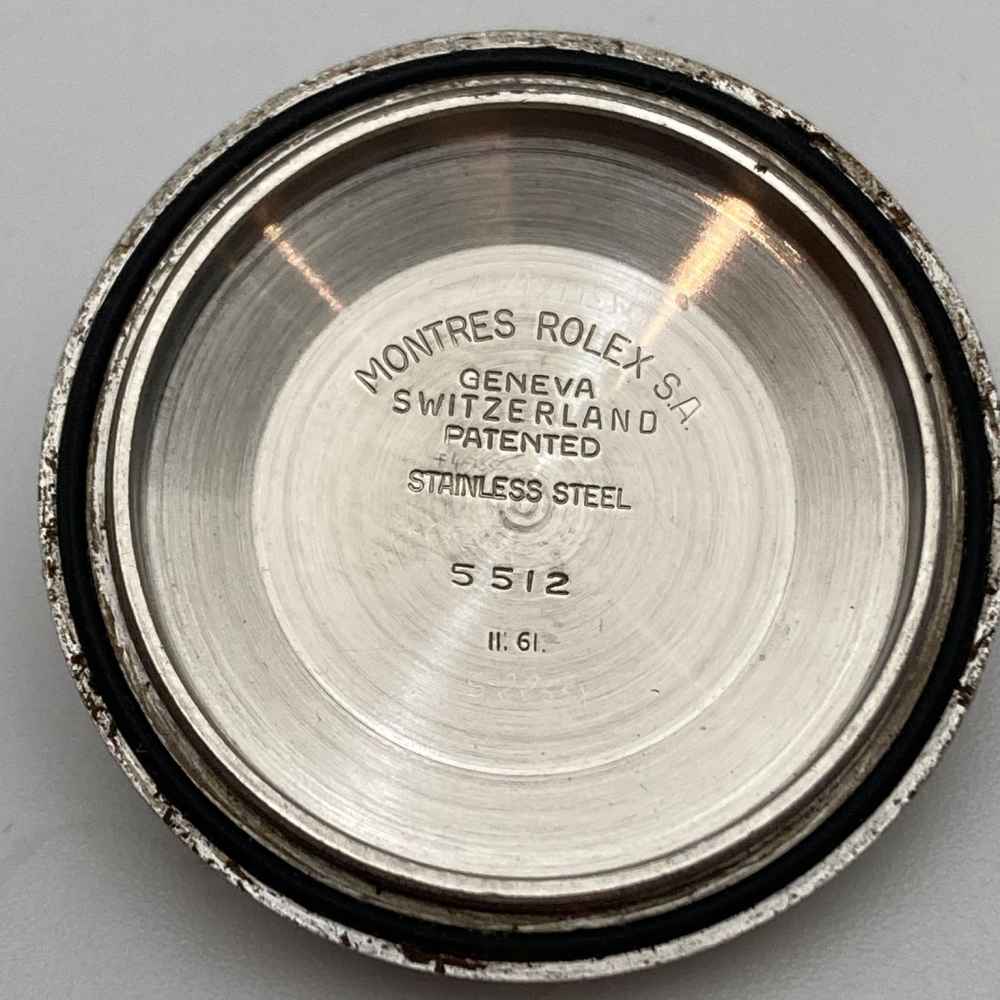 MONTRES ROLEX S.A.
GENEVA
SWITZERLAND
PATENTED
STAINLESS STEEL
5512
II. 61.